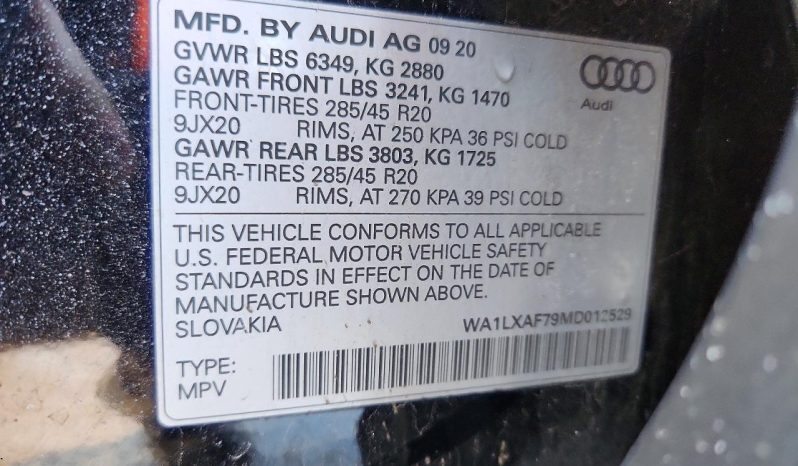 MFD. BY AUDI AG 09 20
GVWR LBS 6349, KG 2880
GAWR FRONT LBS 3241, KG 1470
FRONT-TIRES 285/45 R20
9JX20 RIMS, AT 250 KPA 36 PSI COLD
GAWR REAR LBS 3803, KG 1725
REAR-TIRES 285/45 R20
9JX20 RIMS, AT 270 KPA 39 PSI COLD
Audi
THIS VEHICLE CONFORMS TO ALL APPLICABLE
U.S. FEDERAL MOTOR VEHICLE SAFETY
STANDARDS IN EFFECT ON THE DATE OF
MANUFACTURE SHOWN ABOVE.
SLOVAKIA WA1LXAF79MD012529
TYPE:
MPV